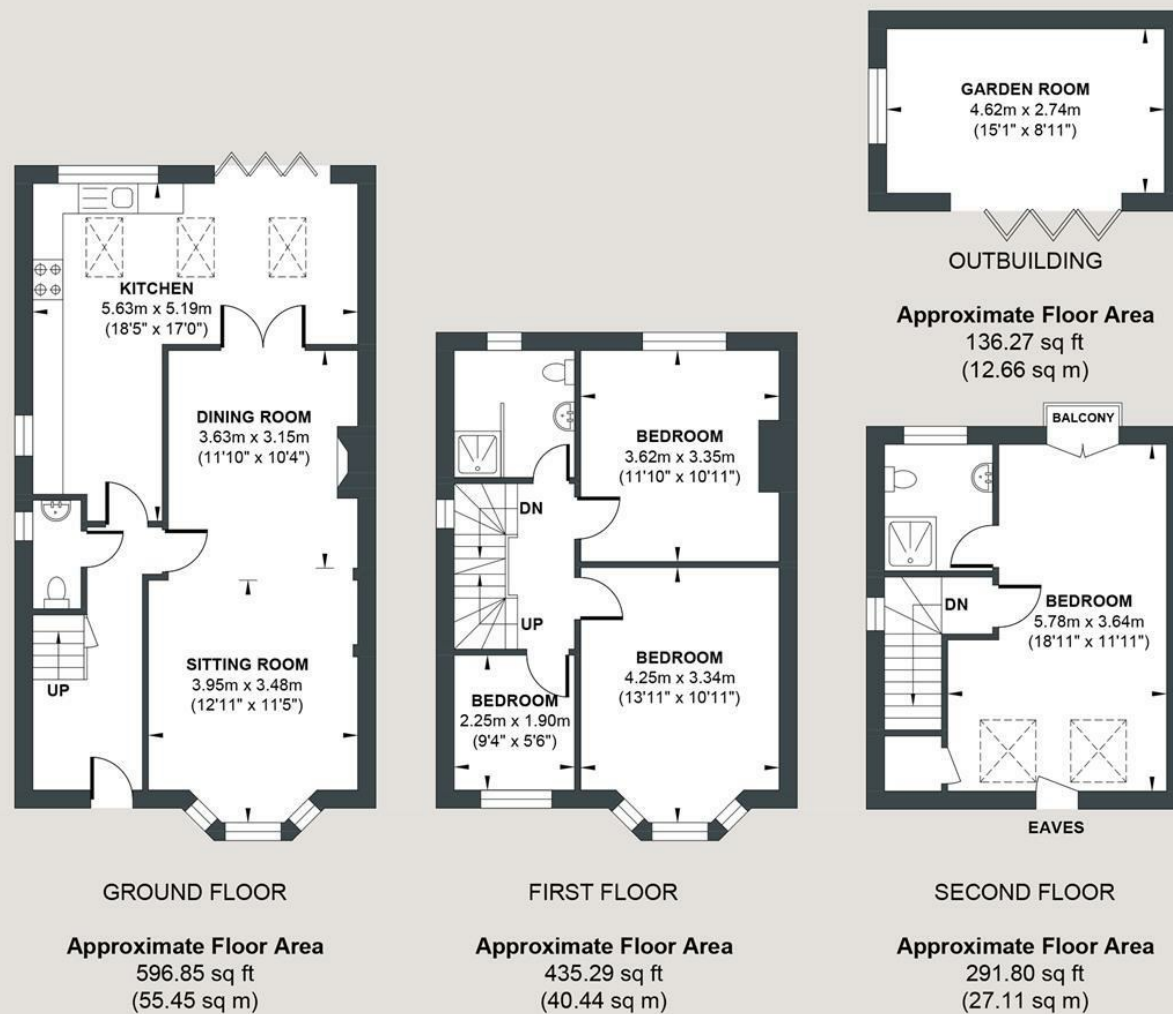 KITCHEN
5.63m x 5.19m
(18'5" x 17'0")
DINING ROOM
3.63m x 3.15m
(11'10" x 10'4")
SITTING ROOM
3.95m x 3.48m
(12'11" x 11'5")
UP
GROUND FLOOR
Approximate Floor Area
596.85 sq ft
(55.45 sq m)
BEDROOM
3.62m x 3.35m
(11'10" x 10'11")
DN
UP
BEDROOM
4.25m x 3.34m
(13'11" x 10'11")
BEDROOM
2.25m x 1.90m
(9'4" x 5'6")
FIRST FLOOR
Approximate Floor Area
435.29 sq ft
(40.44 sq m)
GARDEN ROOM
4.62m x 2.74m
(15'1" x 8'11")
OUTBUILDING
Approximate Floor Area
136.27 sq ft
(12.66 sq m)
BALCONY
DN
BEDROOM
5.78m x 3.64m
(18'11" x 11'11")
EAVES
SECOND FLOOR
Approximate Floor Area
291.80 sq ft
(27.11 sq m)